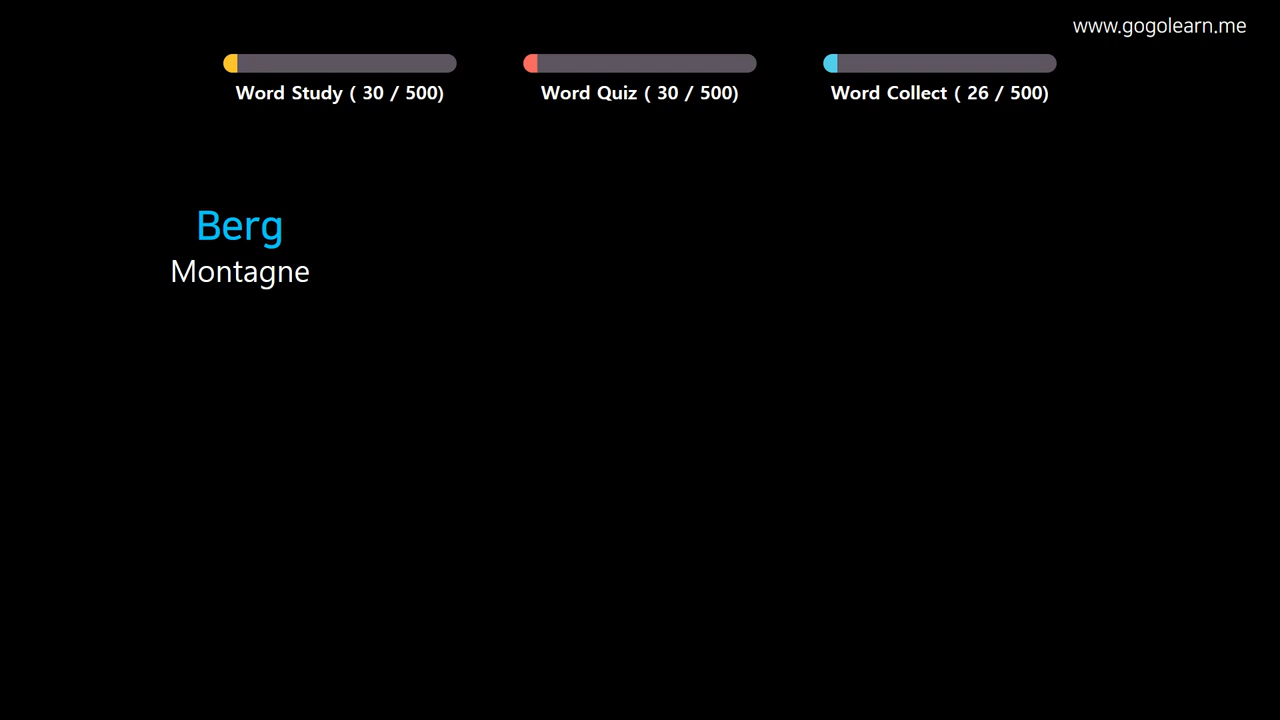 www.gogolearn.me
Word Study ( 30 / 500)
Word Quiz ( 30 / 500)
Word Collect ( 26 / 500)
Berg
Montagne